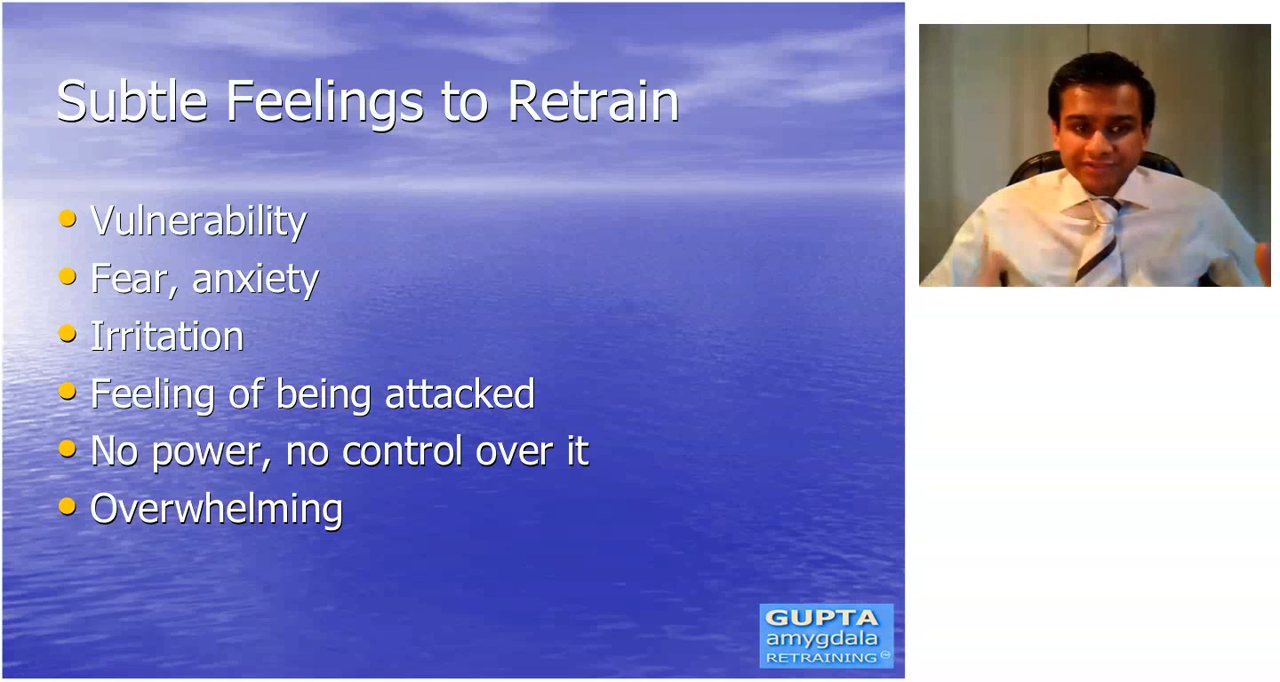 Subtle Feelings to Retrain
Vulnerability
Fear, anxiety
Irritation
Feeling of being attacked
No power, no control over it
Overwhelming
GUPTA
amygdala
RETRAINING TM